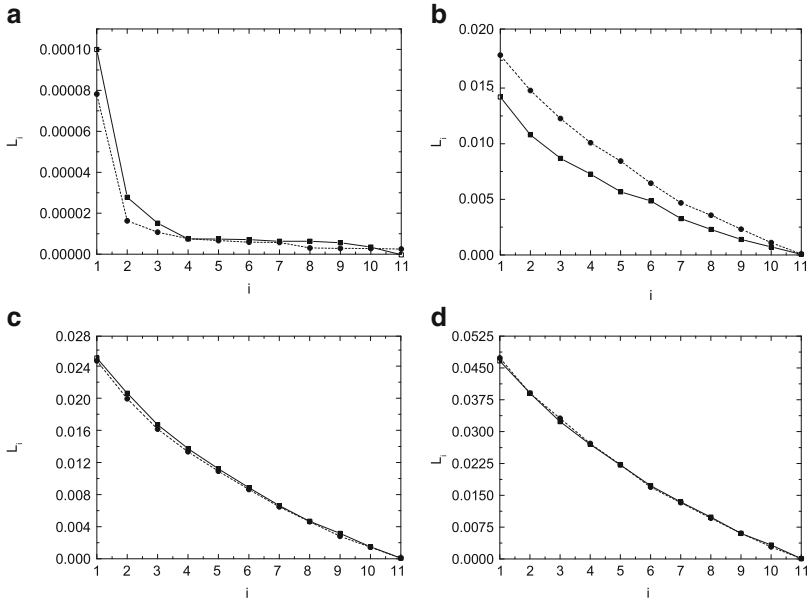 a
0.00010
0.00008
0.00006
0.00004
0.00002
0.00000
L_i
1 2 3 4 5 6 7 8 9 10 11
i
b
0.020
0.015
0.010
0.005
0.000
L_i
1 2 3 4 5 6 7 8 9 10 11
i
c
0.028
0.024
0.020
0.016
0.012
0.008
0.004
0.000
L_i
1 2 3 4 5 6 7 8 9 10 11
i
d
0.0525
0.0450
0.0375
0.0300
0.0225
0.0150
0.0075
0.0000
L_i
1 2 3 4 5 6 7 8 9 10 11
i